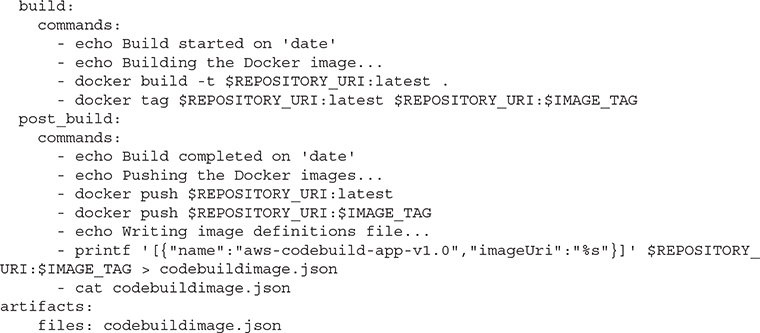 build:
    commands:
      - echo Build started on 'date'
      - echo Building the Docker image...
      - docker build -t $REPOSITORY_URI:latest .
      - docker tag $REPOSITORY_URI:latest $REPOSITORY_URI:$IMAGE_TAG
  post_build:
    commands:
      - echo Build completed on 'date'
      - echo Pushing the Docker images...
      - docker push $REPOSITORY_URI:latest
      - docker push $REPOSITORY_URI:$IMAGE_TAG
      - echo Writing image definitions file...
      - printf '[{"name":"aws-codebuild-app-v1.0","imageUri":"%s"}]' $REPOSITORY_
URI:$IMAGE_TAG > codebuildimage.json
      - cat codebuildimage.json
artifacts:
    files: codebuildimage.json